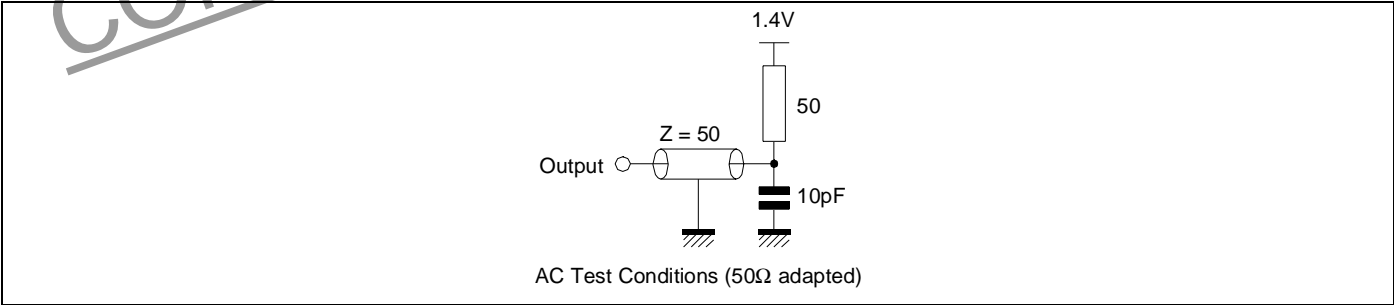 1.4V
50
Z = 50
Output
10pF
AC Test Conditions (50Ω adapted)